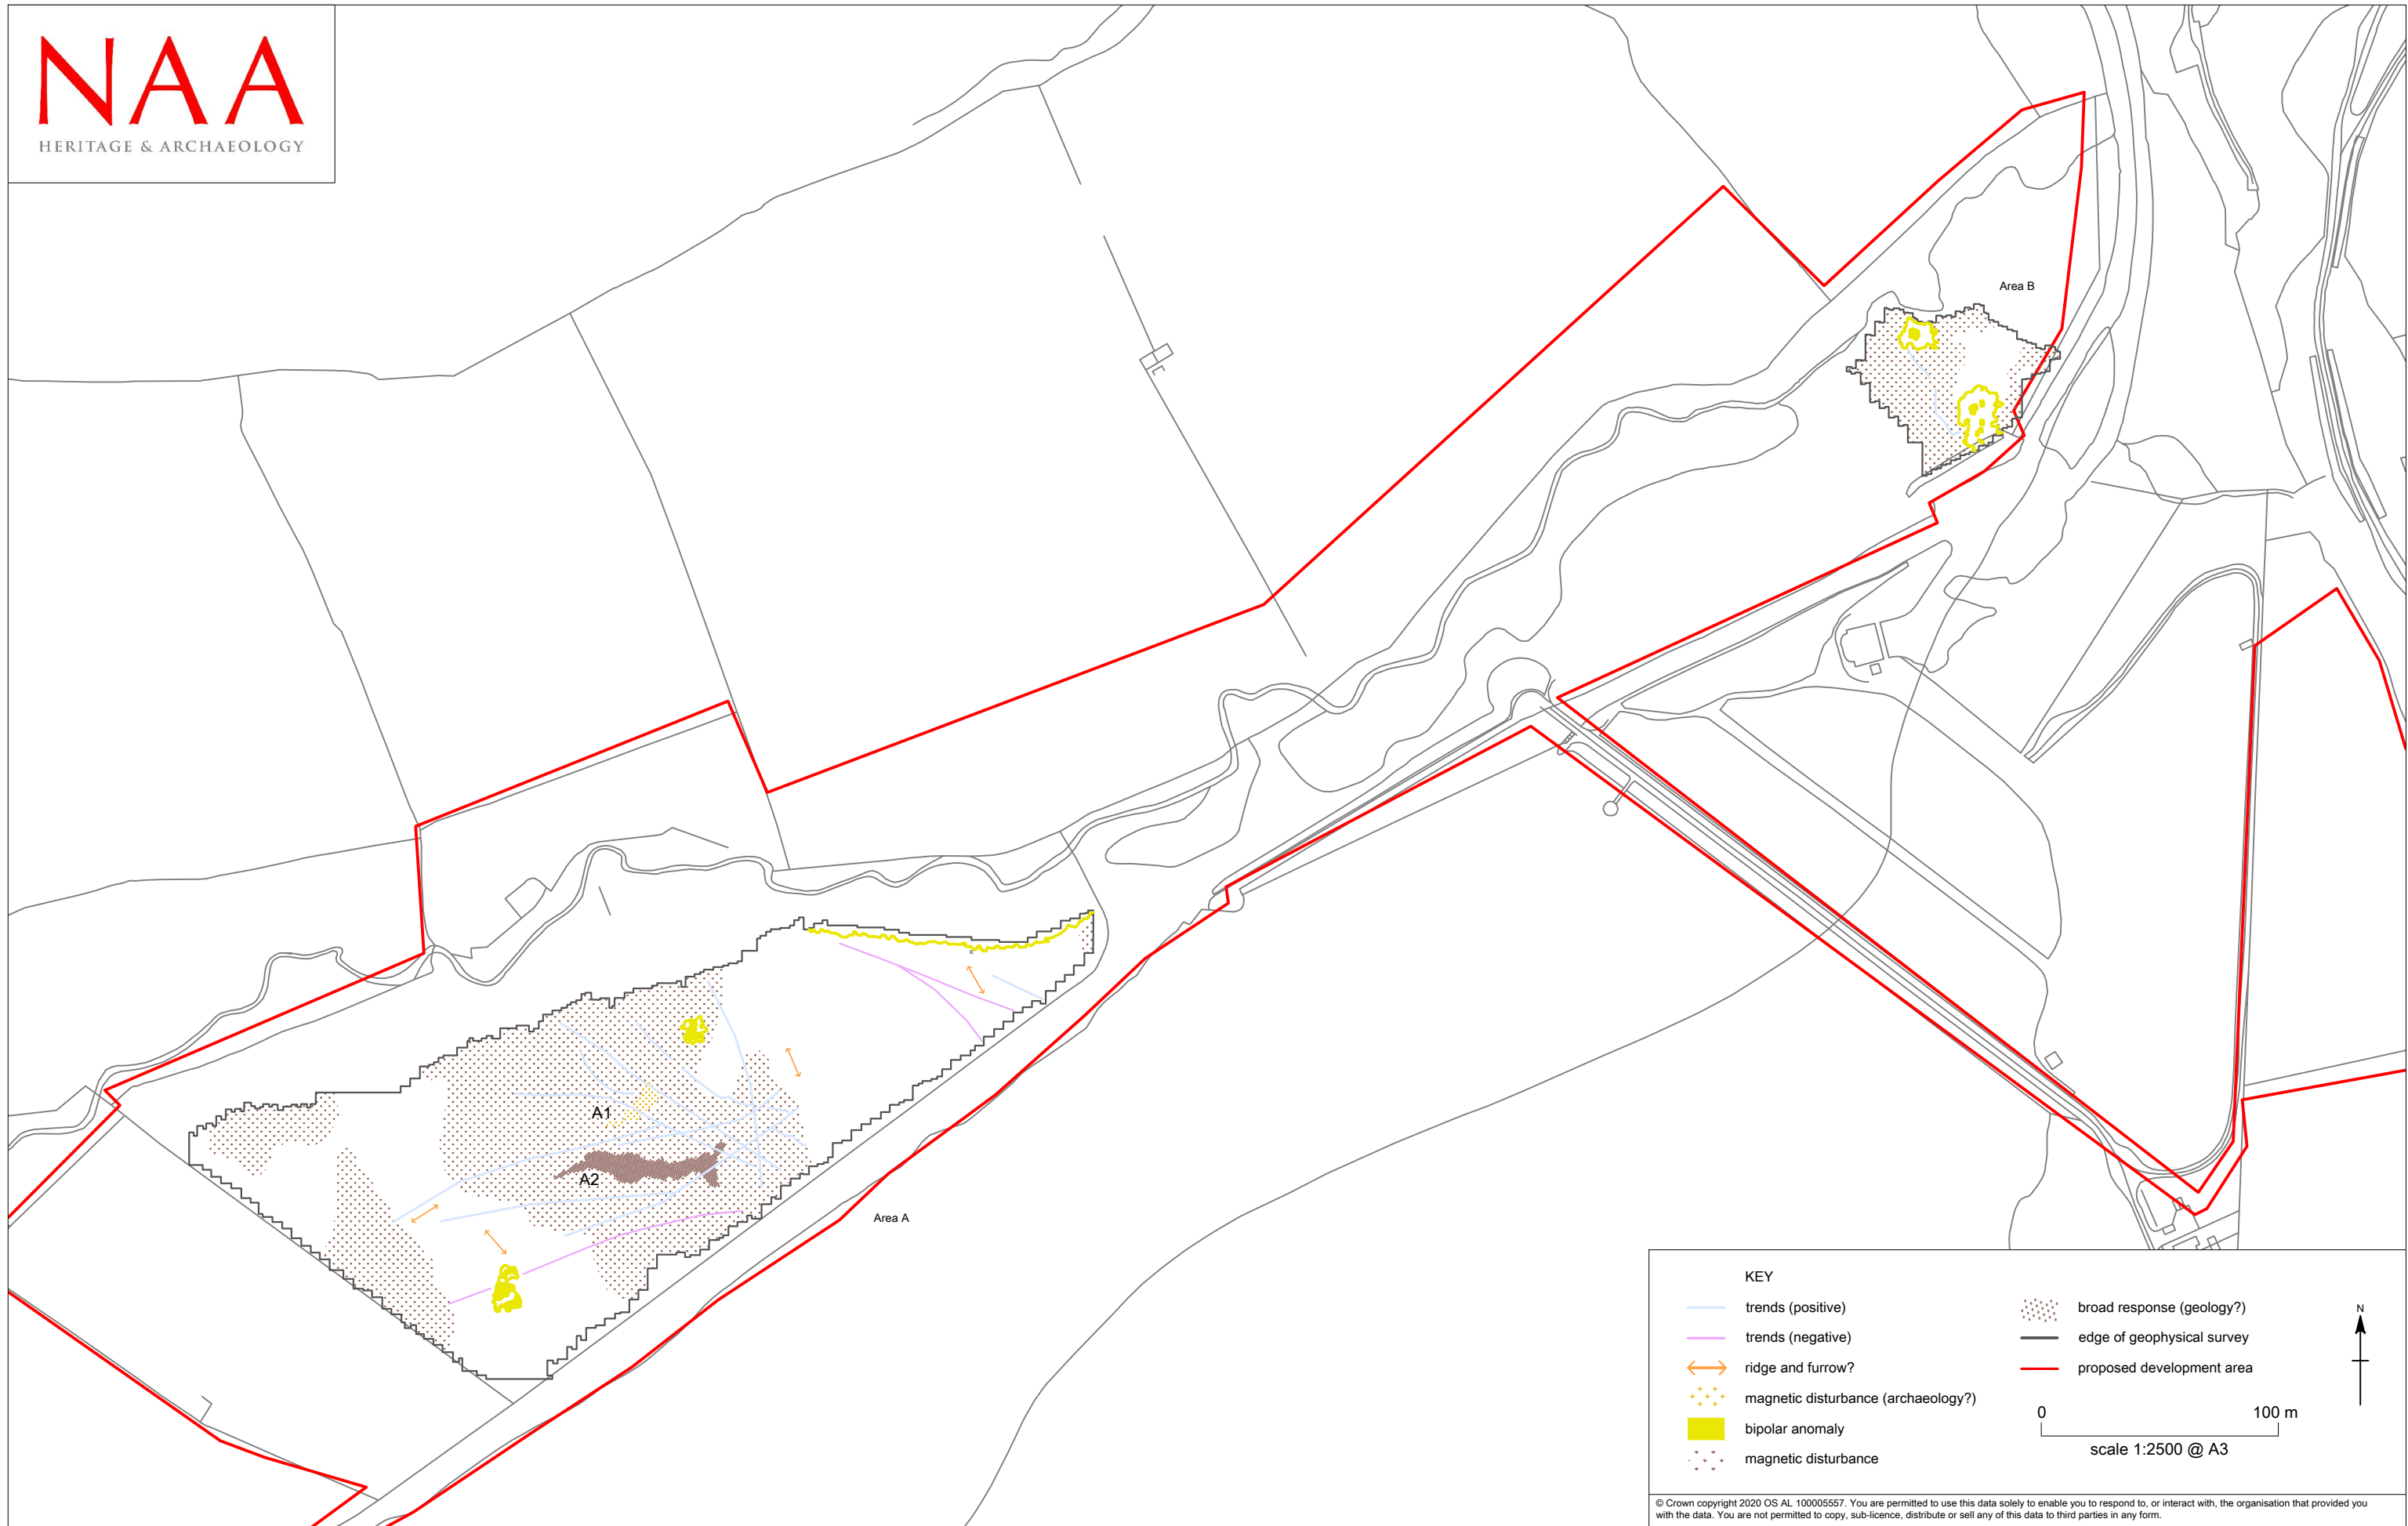 NAA
HERITAGE & ARCHAEOLOGY
Area B
A1
A2
Area A
KEY
trends (positive)
trends (negative)
ridge and furrow?
magnetic disturbance (archaeology?)
bipolar anomaly
magnetic disturbance
broad response (geology?)
edge of geophysical survey
proposed development area
0 100 m
scale 1:2500 @ A3
N
© Crown copyright 2020 OS AL 100005557. You are permitted to use this data solely to enable you to respond to, or interact with, the organisation that provided you
with the data. You are not permitted to copy, sub-licence, distribute or sell any of this data to third parties in any form.